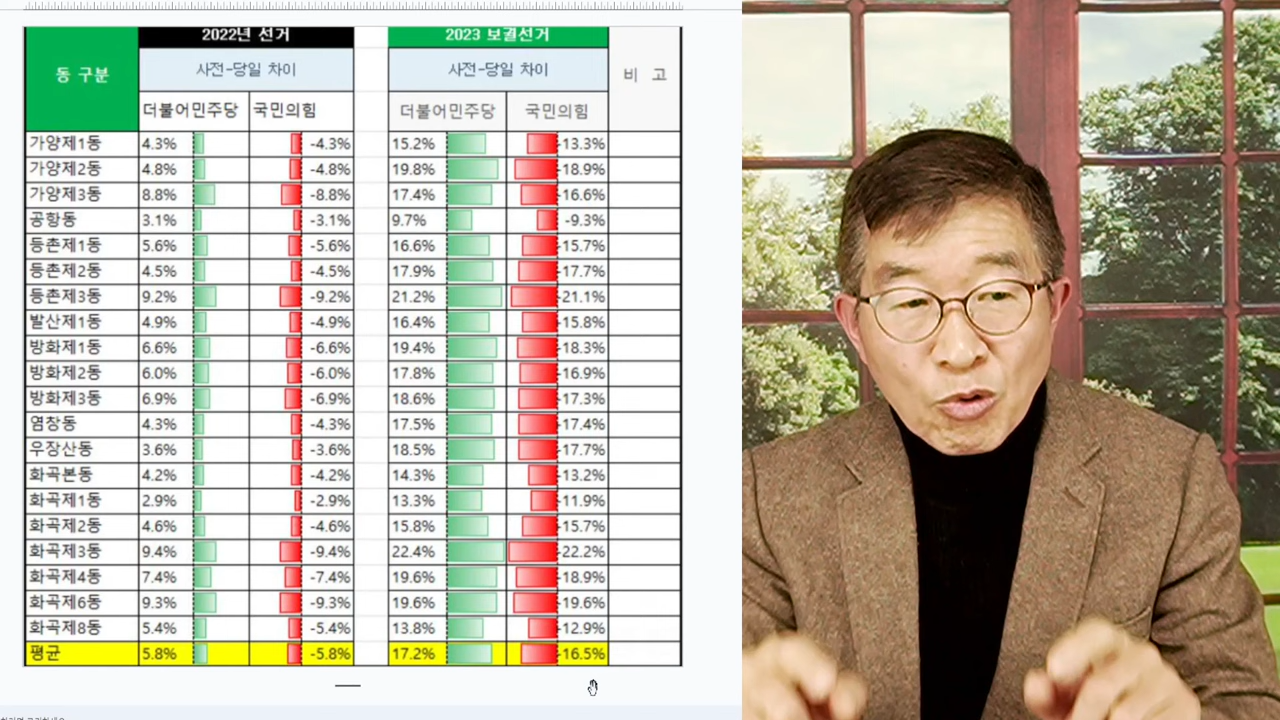 2022년 선거 2023 보궐선거
동 구분 사전-당일 차이 사전-당일 차이 비 고
더불어민주당 국민의힘 더불어민주당 국민의힘
가양제1동 4.3% -4.3% 15.2% -13.3%
가양제2동 4.8% -4.8% 19.8% -18.9%
가양제3동 8.8% -8.8% 17.4% -16.6%
공항동 3.1% -3.1% 9.7% -9.3%
등촌제1동 5.6% -5.6% 16.6% -15.7%
등촌제2동 4.5% -4.5% 17.9% -17.7%
등촌제3동 9.2% -9.2% 21.2% -21.1%
발산제1동 4.9% -4.9% 16.4% -15.8%
방화제1동 6.6% -6.6% 19.4% -18.3%
방화제2동 6.0% -6.0% 17.8% -16.9%
방화제3동 6.9% -6.9% 18.6% -17.3%
염창동 4.3% -4.3% 17.5% -17.4%
우장산동 3.6% -3.6% 18.5% -17.7%
화곡본동 4.2% -4.2% 14.3% -13.2%
화곡제1동 2.9% -2.9% 13.3% -11.9%
화곡제2동 4.6% -4.6% 15.8% -15.7%
화곡제3동 9.4% -9.4% 22.4% -22.2%
화곡제4동 7.4% -7.4% 19.6% -18.9%
화곡제6동 9.3% -9.3% 19.6% -19.6%
화곡제8동 5.4% -5.4% 13.8% -12.9%
평균 5.8% -5.8% 17.2% -16.5%